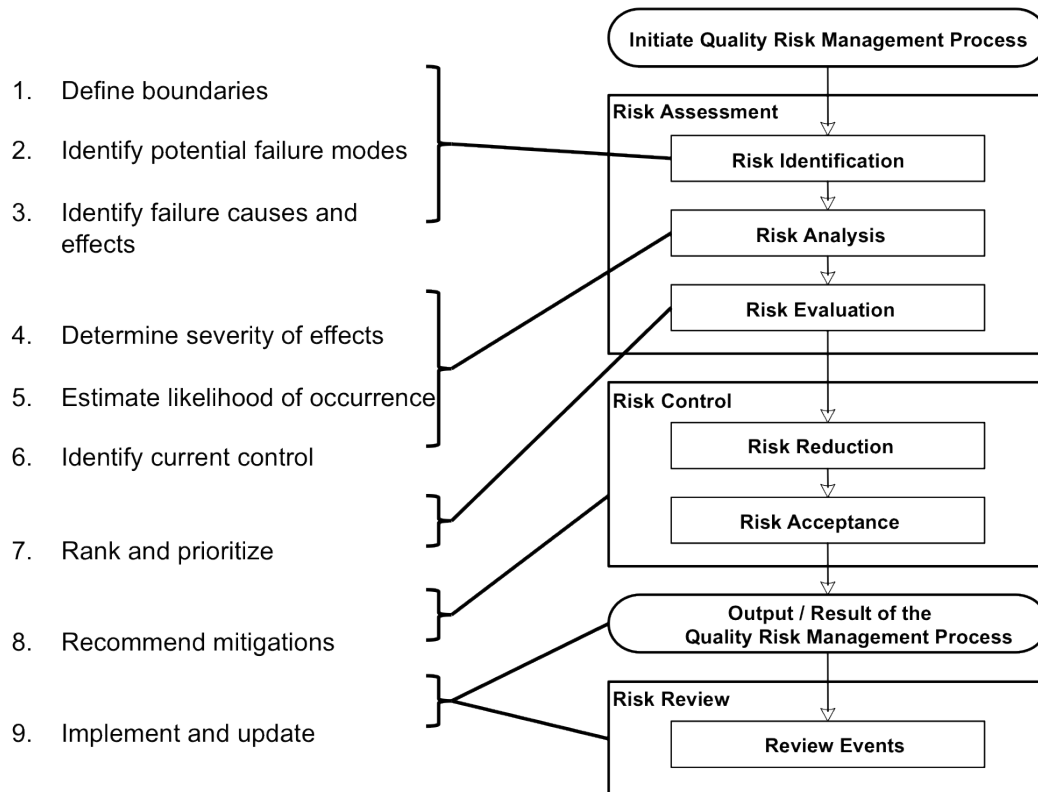 1. Define boundaries
2. Identify potential failure modes
3. Identify failure causes and
effects
4. Determine severity of effects
5. Estimate likelihood of occurrence
6. Identify current control
7. Rank and prioritize
8. Recommend mitigations
9. Implement and update
Initiate Quality Risk Management Process
Risk Assessment
Risk Identification
Risk Analysis
Risk Evaluation
Risk Control
Risk Reduction
Risk Acceptance
Output / Result of the
Quality Risk Management Process
Risk Review
Review Events